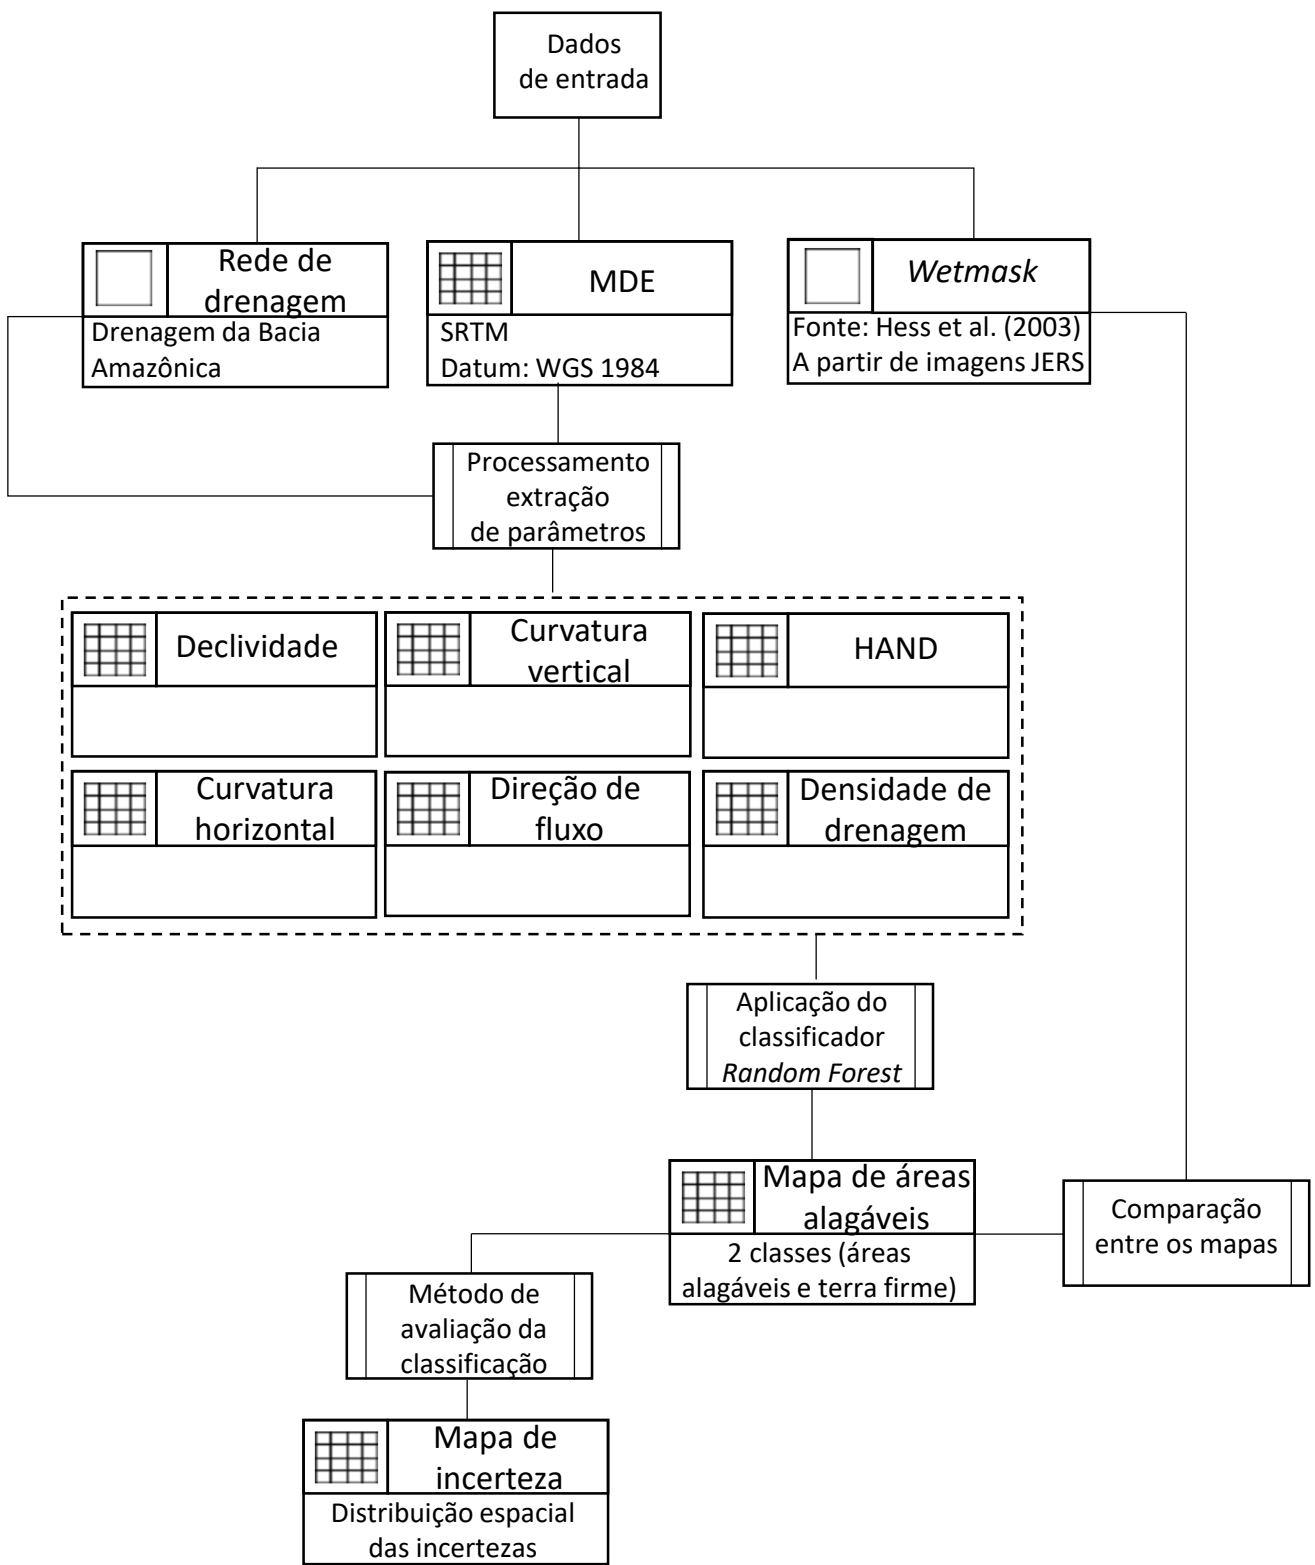 Dados
de entrada
Rede de
drenagem
Drenagem da Bacia
Amazônica
MDE
SRTM
Datum: WGS 1984
Wetmask
Fonte: Hess et al. (2003)
A partir de imagens JERS
Processamento
extração
de parâmetros
Declividade
Curvatura
vertical
HAND
Curvatura
horizontal
Direção de
fluxo
Densidade de
drenagem
Aplicação do
classificador
Random Forest
Mapa de áreas
alagáveis
2 classes (áreas
alagáveis e terra firme)
Comparação
entre os mapas
Método de
avaliação da
classificação
Mapa de
incerteza
Distribuição espacial
das incertezas